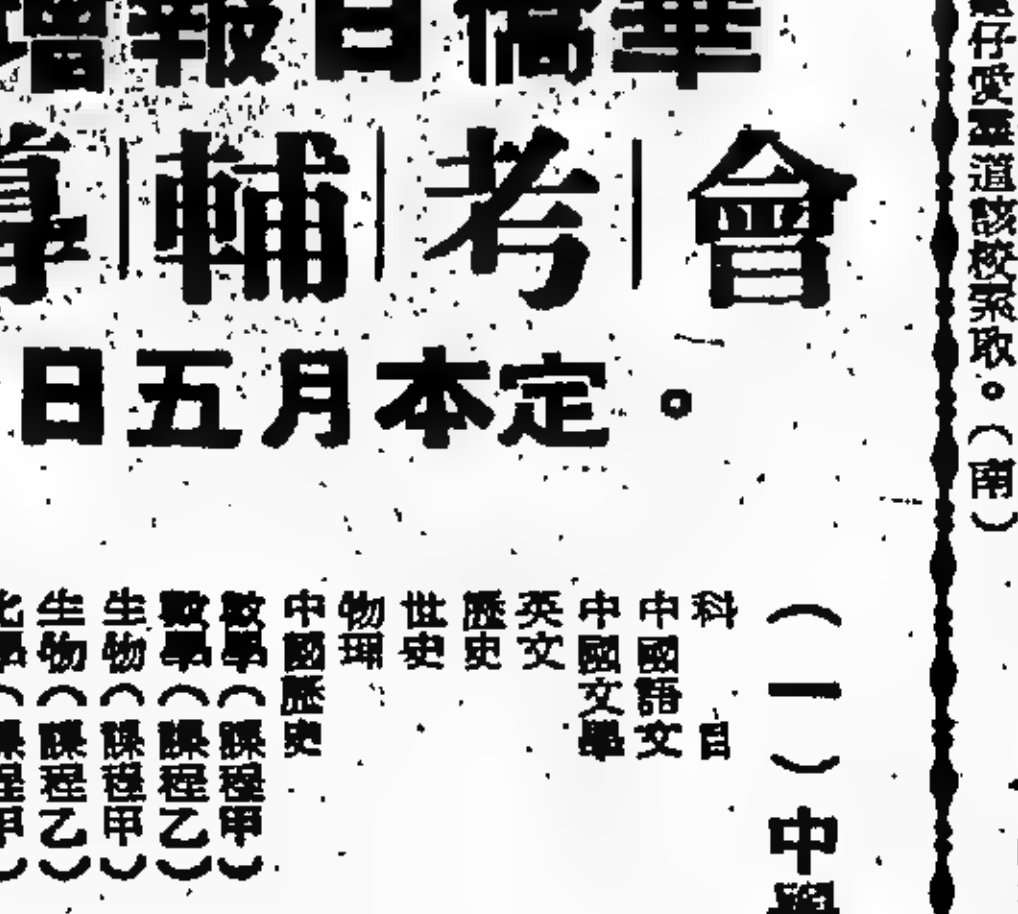 仔愛
道該校
取。(南)
華僑日報增
會考輔導
。定本月五日
(一)中學
科目
中國語文
中國文學
英文
歷史
世史
物理
中國歷史
數學(課程甲)
數學(課程乙)
生物(課程甲)
生物(課程乙)
化學(課程甲)